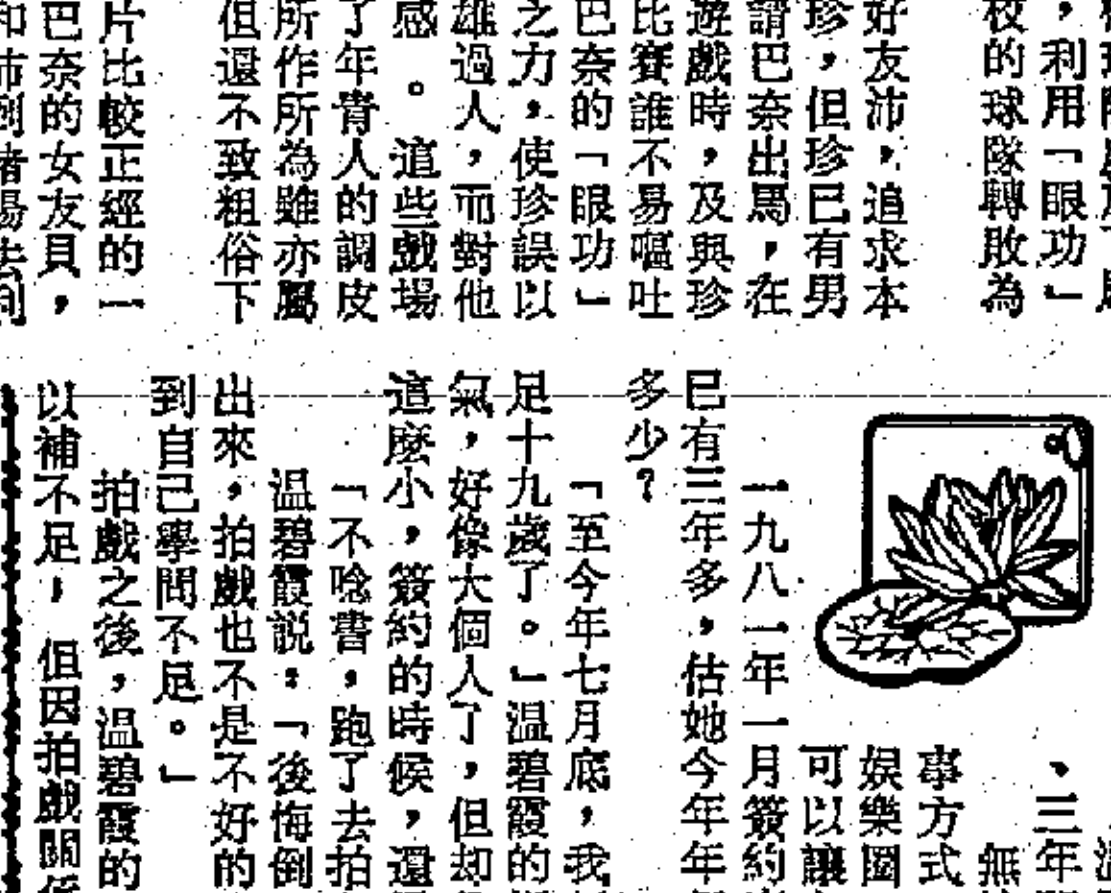 ，利用「眼功」
校的球隊轉敗為
好友沛，追求本
珍，但珍已有男
請巴奈出馬，在
遊戲時，及與珍
比賽誰不易嘔吐
巴奈的「眼功」
之力，使珍誤以
雄過人，而對他
感。這些戲場
了年青人的調皮
所作所為雖亦屬
但還不致粗俗下
片比較正經的一
巴奈的女友貝，
、三年
事方式
娛樂圈
可以讓
一九八一年一月簽約
已有三年多，估她今年年
多少？
「至今年七月底，我
足十九歲了。」温碧霞的
氣，好像大個人了，但却
這麼小，簽約的時候，還
「不唸書，跑了去拍
温碧霞説：「後悔倒
出來，拍戲也不是不好的
到自己學問不足。」
拍戲之後，温碧霞的
以補不足，但因拍戲關係